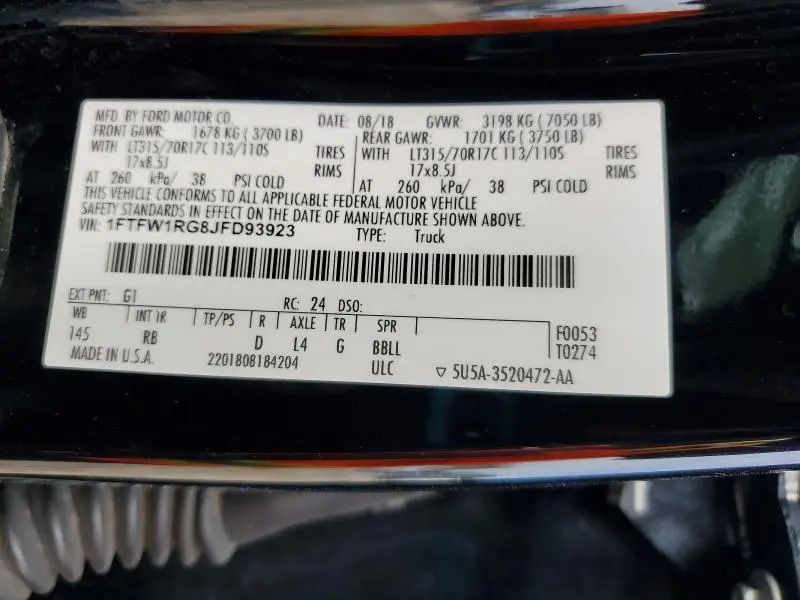 MFD. BY FORD MOTOR CO. DATE: 08/18 GVWR: 3198 KG ( 7050 LB)
FRONT GAWR: 1678 KG ( 3700 LB) REAR GAWR: 1701 KG ( 3750 LB)
WITH LT315/70R17C 113/110S TIRES WITH LT315/70R17C 113/110S TIRES
17x8.5J RIMS 17x8.5J RIMS
AT 260 kPa/ 38 PSI COLD AT 260 kPa/ 38 PSI COLD
THIS VEHICLE CONFORMS TO ALL APPLICABLE FEDERAL MOTOR VEHICLE
SAFETY STANDARDS IN EFFECT ON THE DATE OF MANUFACTURE SHOWN ABOVE.
VIN: 1FTFW1RG8JFD93923 TYPE: Truck
EXT PNT: G1 RC: 24 DSO:
WB INT TR TP/PS R AXLE TR SPR F0053
145 RB D L4 G BBLL T0274
MADE IN U.S.A. 2201808184204 ULC ▽ 5U5A-3520472-AA